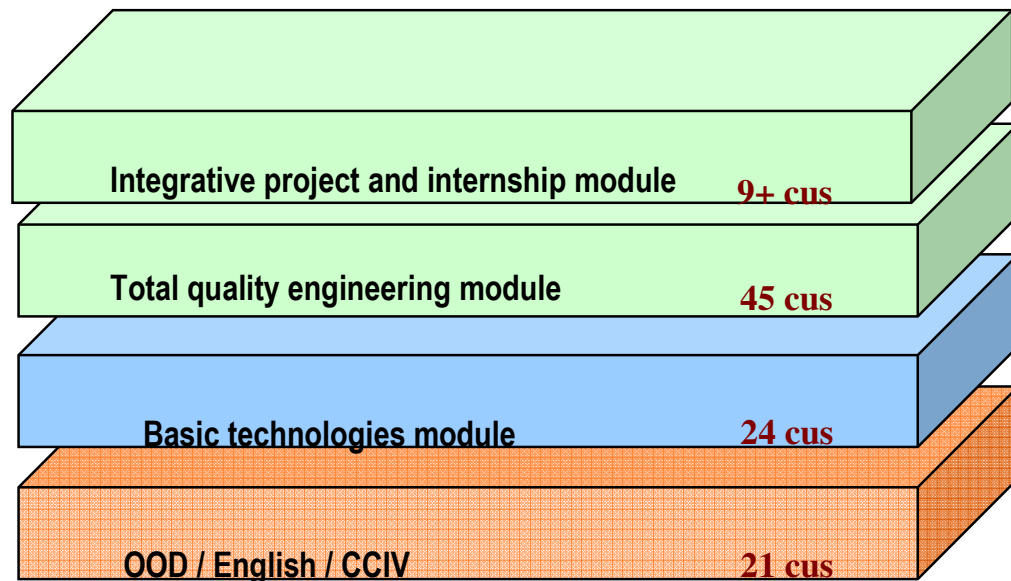 Integrative project and internship module 9+ cus
Total quality engineering module 45 cus
Basic technologies module 24 cus
OOD / English / CCIV 21 cus